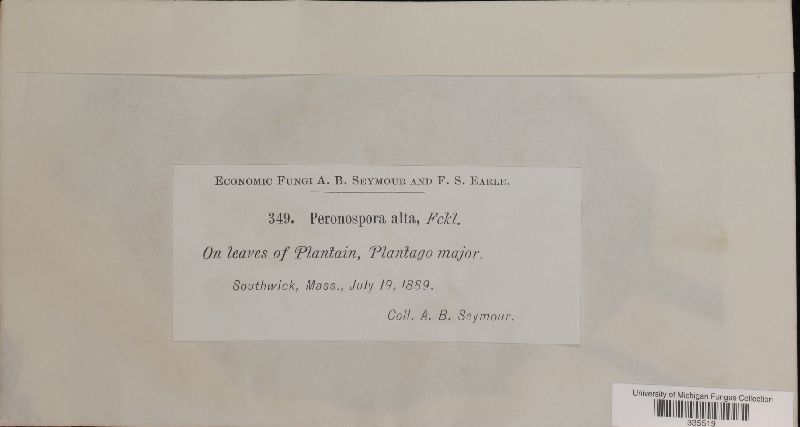 Economic Fungi A. B. Seymour and F. S. Earle.
349. Peronospora alta, Fckl.
On leaves of Plantain, Plantago major.
Southwick, Mass., July 19, 1889.
Coll. A. B. Seymour.
University of Michigan Fungus Collection
335519